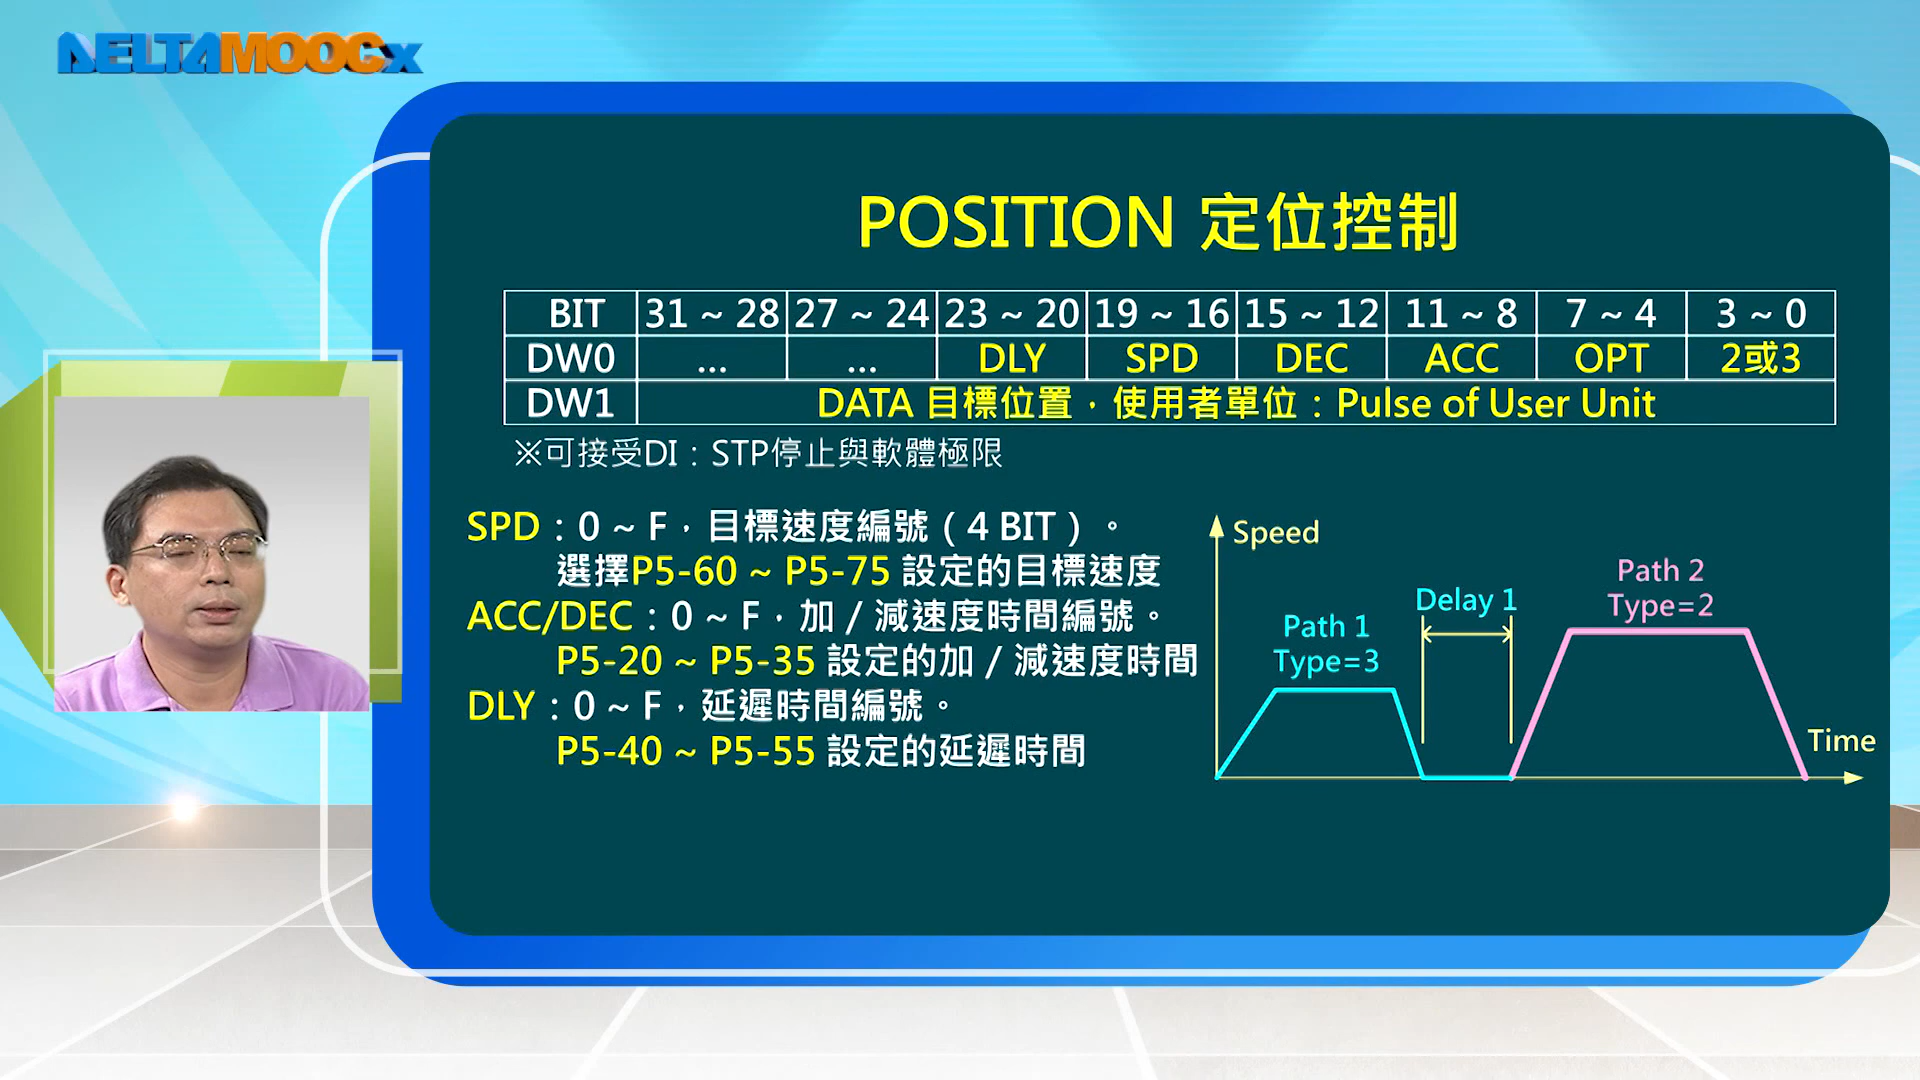 DELTAMOOCx
POSITION 定位控制
BIT 31 ~ 28 27 ~ 24 23 ~ 20 19 ~ 16 15 ~ 12 11 ~ 8 7 ~ 4 3 ~ 0
DW0 ... ... DLY SPD DEC ACC OPT 2或3
DW1 DATA 目標位置，使用者單位：Pulse of User Unit
※可接受DI：STP停止與軟體極限
SPD：0 ~ F，目標速度編號（4 BIT）。
選擇P5-60 ~ P5-75 設定的目標速度
ACC/DEC：0 ~ F，加 / 減速度時間編號。
P5-20 ~ P5-35 設定的加 / 減速度時間
DLY：0 ~ F，延遲時間編號。
P5-40 ~ P5-55 設定的延遲時間
Speed
Path 1
Type=3
Delay 1
Path 2
Type=2
Time